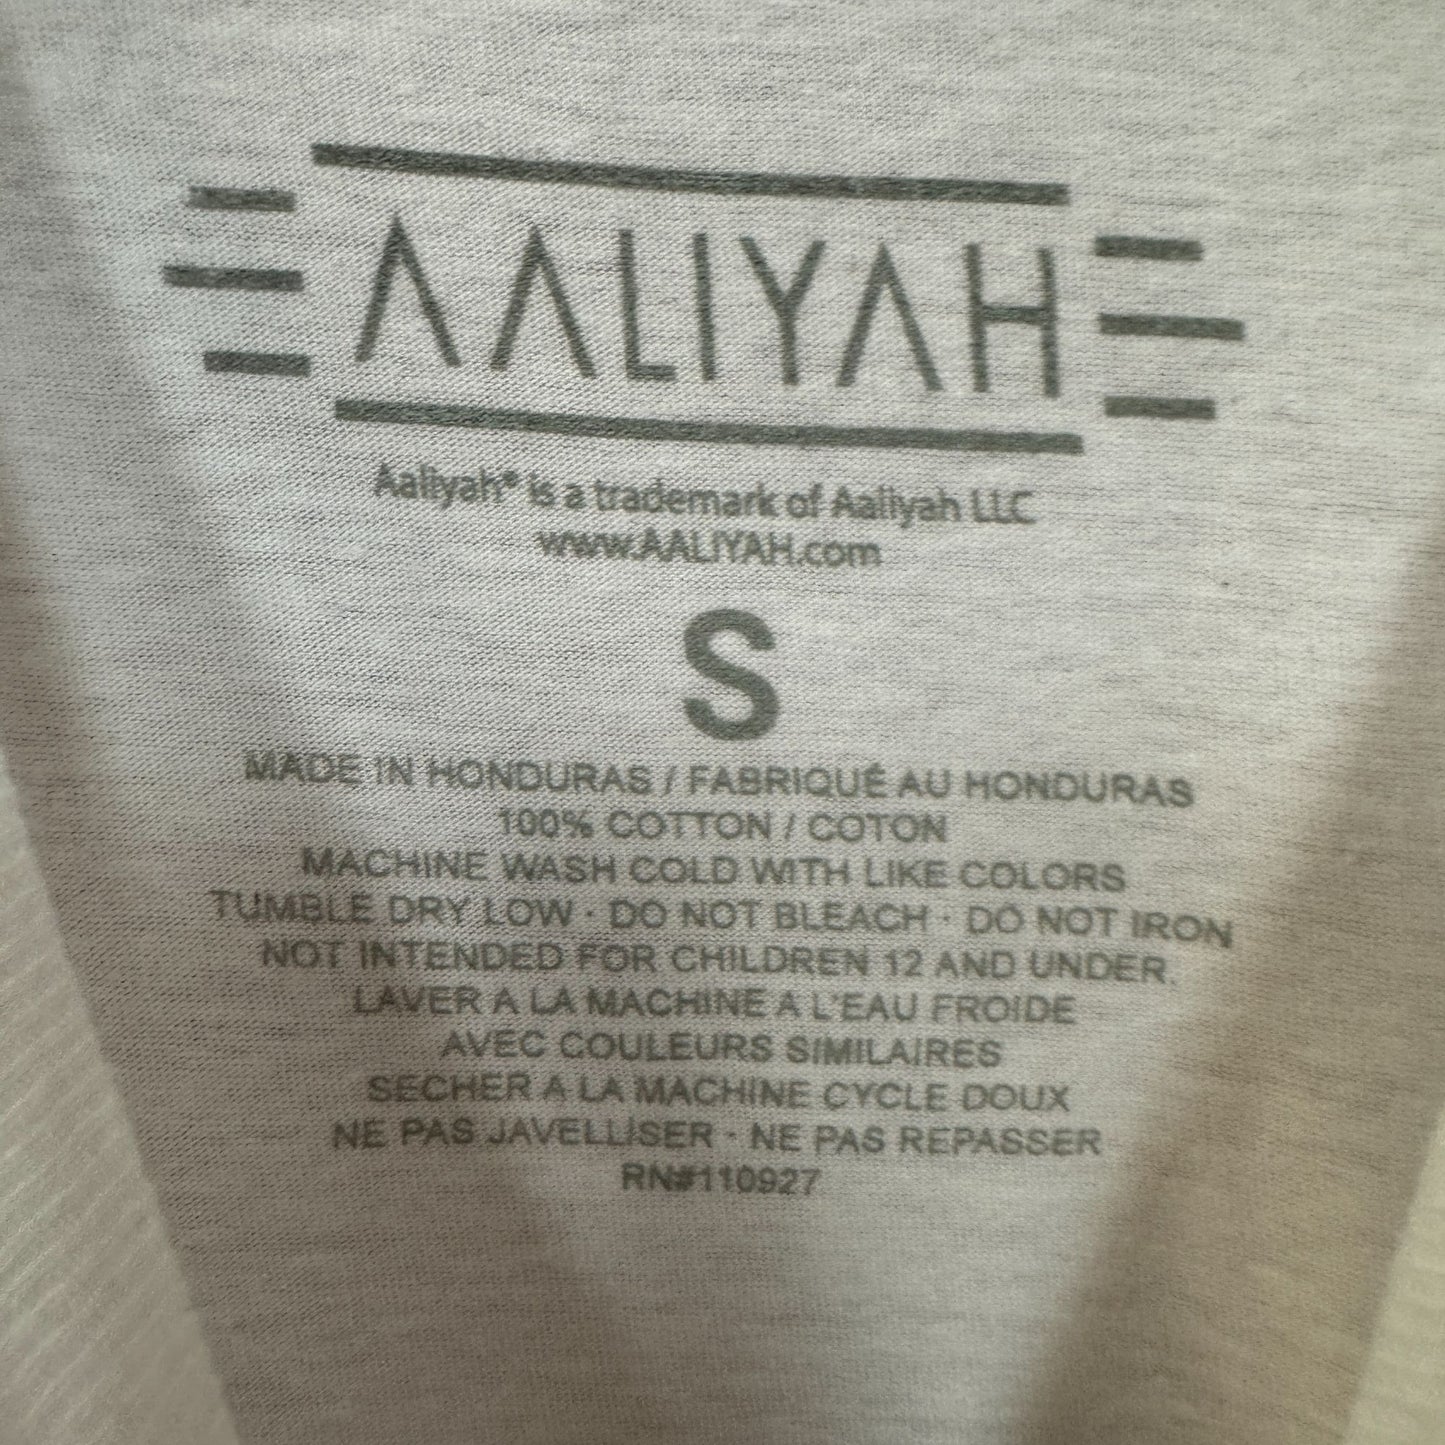 AALIYAH
Aaliyah® is a trademark of Aaliyah LLC
www.AALIYAH.com
S
MADE IN HONDURAS / FABRIQUÉ AU HONDURAS
100% COTTON / COTON
MACHINE WASH COLD WITH LIKE COLORS
TUMBLE DRY LOW · DO NOT BLEACH · DO NOT IRON
NOT INTENDED FOR CHILDREN 12 AND UNDER.
LAVER A LA MACHINE A L'EAU FROIDE
AVEC COULEURS SIMILAIRES
SECHER A LA MACHINE CYCLE DOUX
NE PAS JAVELLISER · NE PAS REPASSER
RN#110927